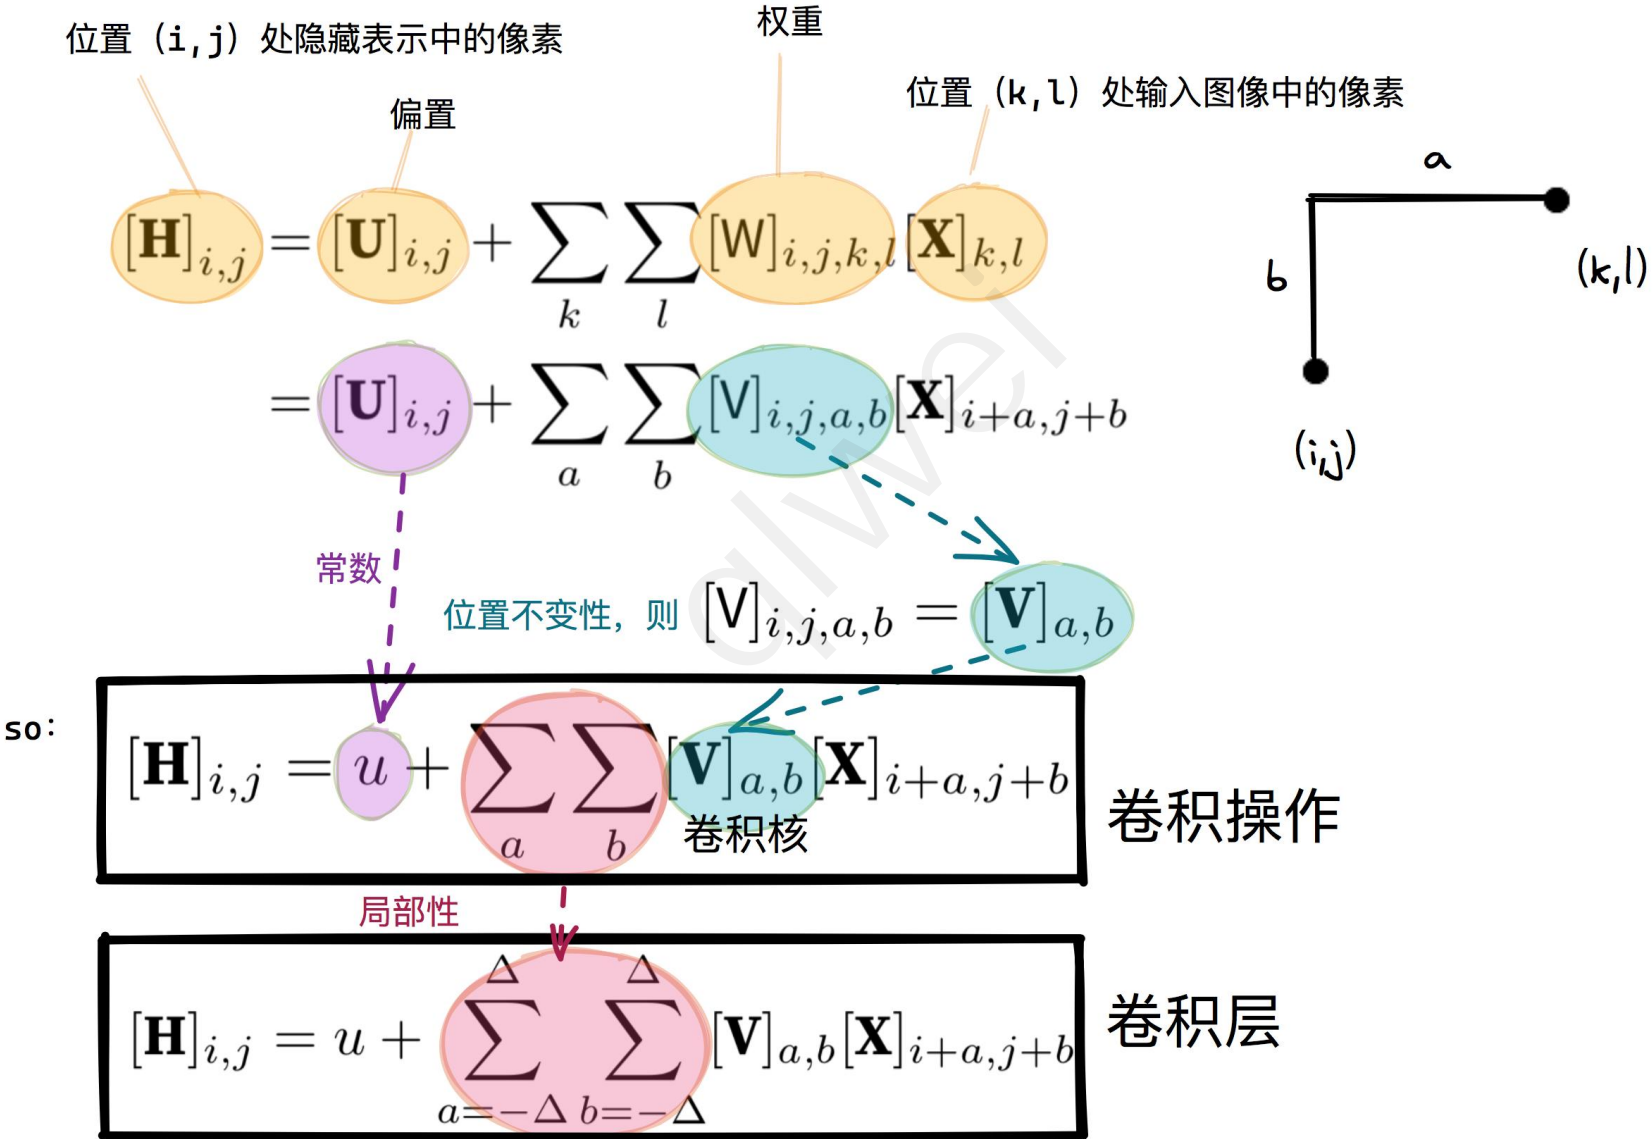 权重
位置（i,j）处隐藏表示中的像素
位置（k,l）处输入图像中的像素
偏置
a
[H]i,j = [U]i,j + ∑k ∑l [W]i,j,k,l [X]k,l
b
(k,l)
= [U]i,j + ∑a ∑b [V]i,j,a,b [X]i+a,j+b
(i,j)
qlwei
常数
位置不变性，则 [V]i,j,a,b = [V]a,b
so:
[H]i,j = u + ∑a ∑b [V]a,b [X]i+a,j+b
卷积核
卷积操作
局部性
[H]i,j = u + ∑a=−Δ^Δ ∑b=−Δ^Δ [V]a,b [X]i+a,j+b
卷积层